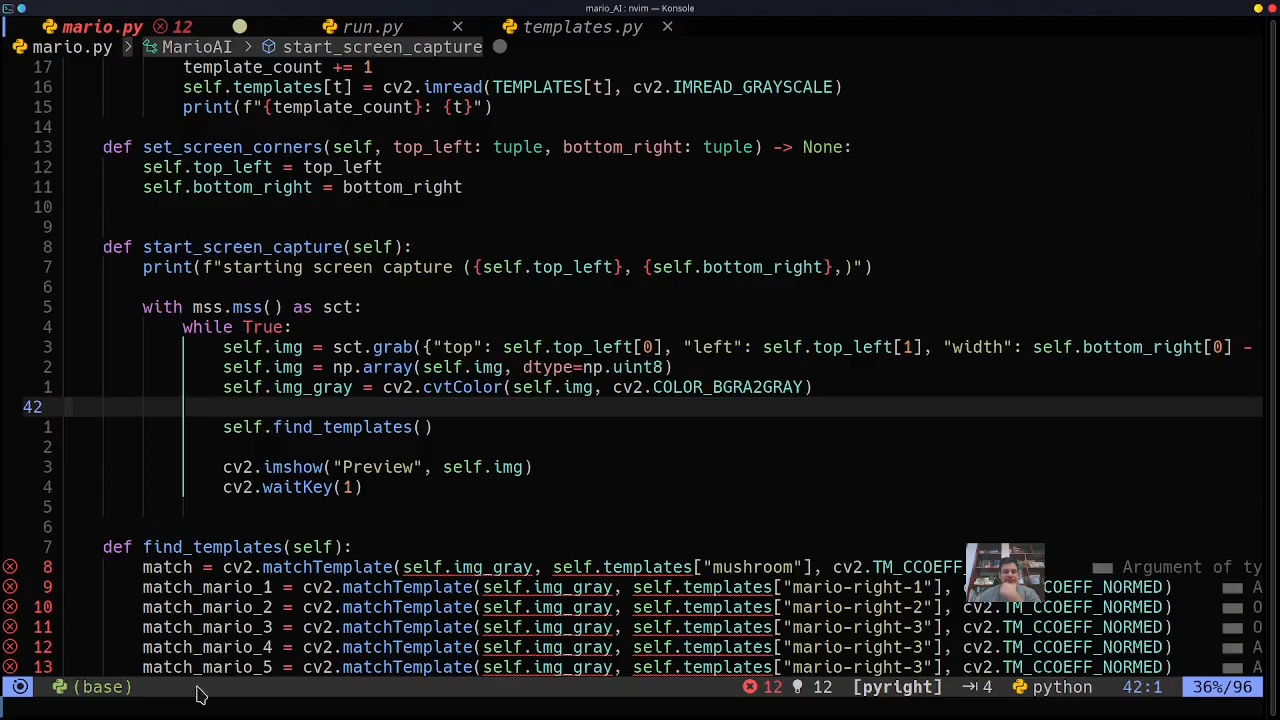 mario_AI : nvim — Konsole
mario.py 12 run.py templates.py
mario.py > MarioAI > start_screen_capture
17 template_count += 1
16 self.templates[t] = cv2.imread(TEMPLATES[t], cv2.IMREAD_GRAYSCALE)
15 print(f"{template_count}: {t}")
14
13 def set_screen_corners(self, top_left: tuple, bottom_right: tuple) -> None:
12 self.top_left = top_left
11 self.bottom_right = bottom_right
10
9
8 def start_screen_capture(self):
7 print(f"starting screen capture ({self.top_left}, {self.bottom_right},)")
6
5 with mss.mss() as sct:
4 while True:
3 self.img = sct.grab({"top": self.top_left[0], "left": self.top_left[1], "width": self.bottom_right[0] -
2 self.img = np.array(self.img, dtype=np.uint8)
1 self.img_gray = cv2.cvtColor(self.img, cv2.COLOR_BGRA2GRAY)
42
1 self.find_templates()
2
3 cv2.imshow("Preview", self.img)
4 cv2.waitKey(1)
5
6
7 def find_templates(self):
8 match = cv2.matchTemplate(self.img_gray, self.templates["mushroom"], cv2.TM_CCOEFF_ Argument of ty
9 match_mario_1 = cv2.matchTemplate(self.img_gray, self.templates["mario-right-1"], cv2.TM_CCOEFF_NORMED) A
10 match_mario_2 = cv2.matchTemplate(self.img_gray, self.templates["mario-right-2"], cv2.TM_CCOEFF_NORMED) O
11 match_mario_3 = cv2.matchTemplate(self.img_gray, self.templates["mario-right-3"], cv2.TM_CCOEFF_NORMED) O
12 match_mario_4 = cv2.matchTemplate(self.img_gray, self.templates["mario-right-3"], cv2.TM_CCOEFF_NORMED) A
13 match_mario_5 = cv2.matchTemplate(self.img_gray, self.templates["mario-right-3"], cv2.TM_CCOEFF_NORMED) A
(base) 12 12 [pyright] 4 python 42:1 36%/96